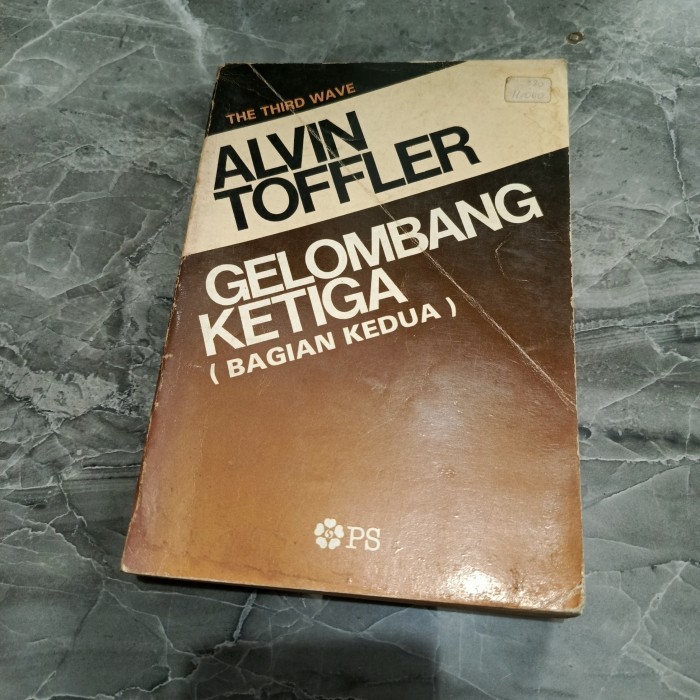 THE THIRD WAVE
ALVIN
TOFFLER
GELOMBANG
KETIGA
( BAGIAN KEDUA )
PS